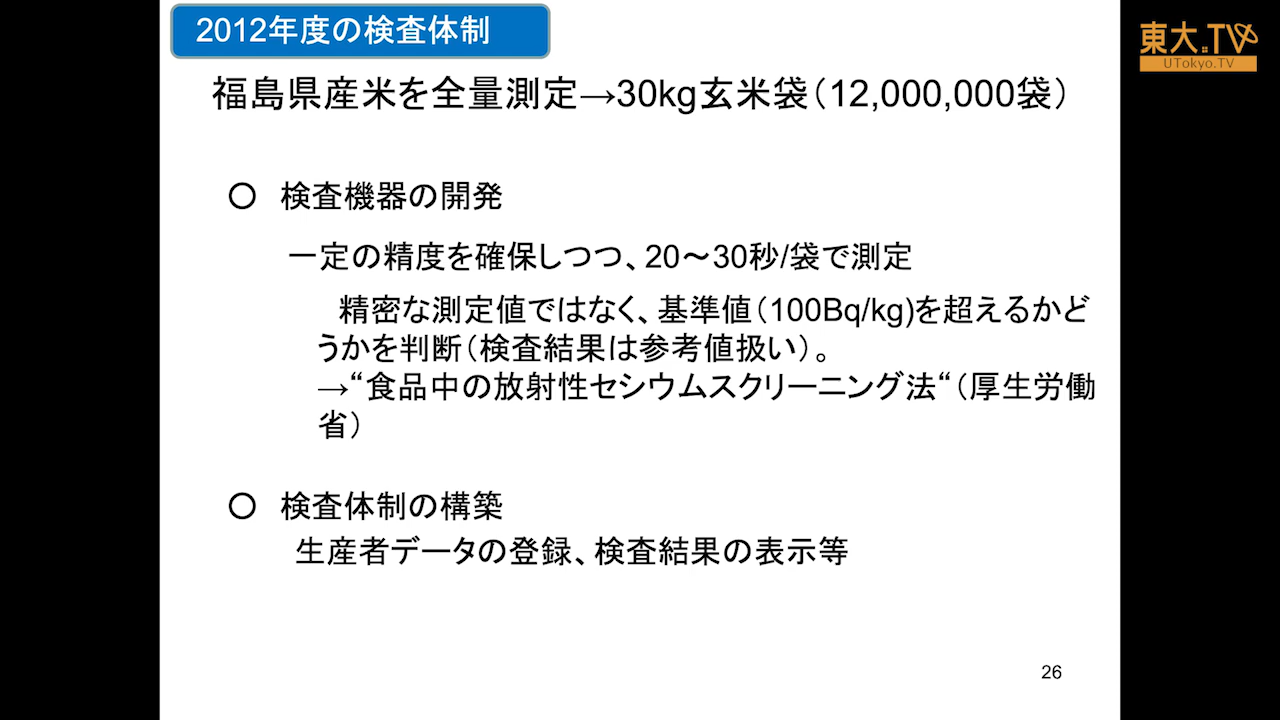 2012年度の検査体制
東大.TV
UTokyo.TV
福島県産米を全量測定→30kg玄米袋（12,000,000袋）
○ 検査機器の開発
一定の精度を確保しつつ、20～30秒/袋で測定
精密な測定値ではなく、基準値（100Bq/kg)を超えるかど
うかを判断（検査結果は参考値扱い）。
→“食品中の放射性セシウムスクリーニング法“（厚生労働
省）
○ 検査体制の構築
生産者データの登録、検査結果の表示等
26